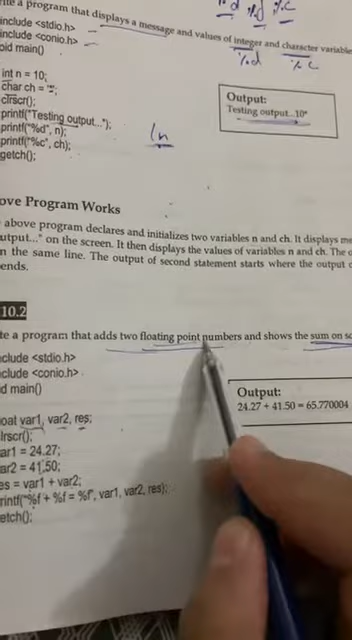 a program that displays a message and values of integer and character variable
%d %d %c
%d %c
include <stdio.h>
include <conio.h>
oid main()
int n = 10;
char ch =
clrscr();
printf("Testing output...");
printf("%d", n);
printf("%c", ch);
getch();
Output:
Testing output...10*
ln
ove Program Works
above program declares and initializes two variables n and ch. It displays
utput..." on the screen. It then displays the values of variables n and ch. The
n the same line. The output of second statement starts where the output
ends.
10.2
te a program that adds two floating point numbers and shows the sum on
clude <stdio.h>
clude <conio.h>
d main()
oat var1, var2, res;
lrscr();
ar1 = 24.27;
ar2 = 41.50;
es = var1 + var2;
rintf("%f + %f = %f", var1, var2, res);
etch();
Output:
24.27 + 41.50 = 65.770004